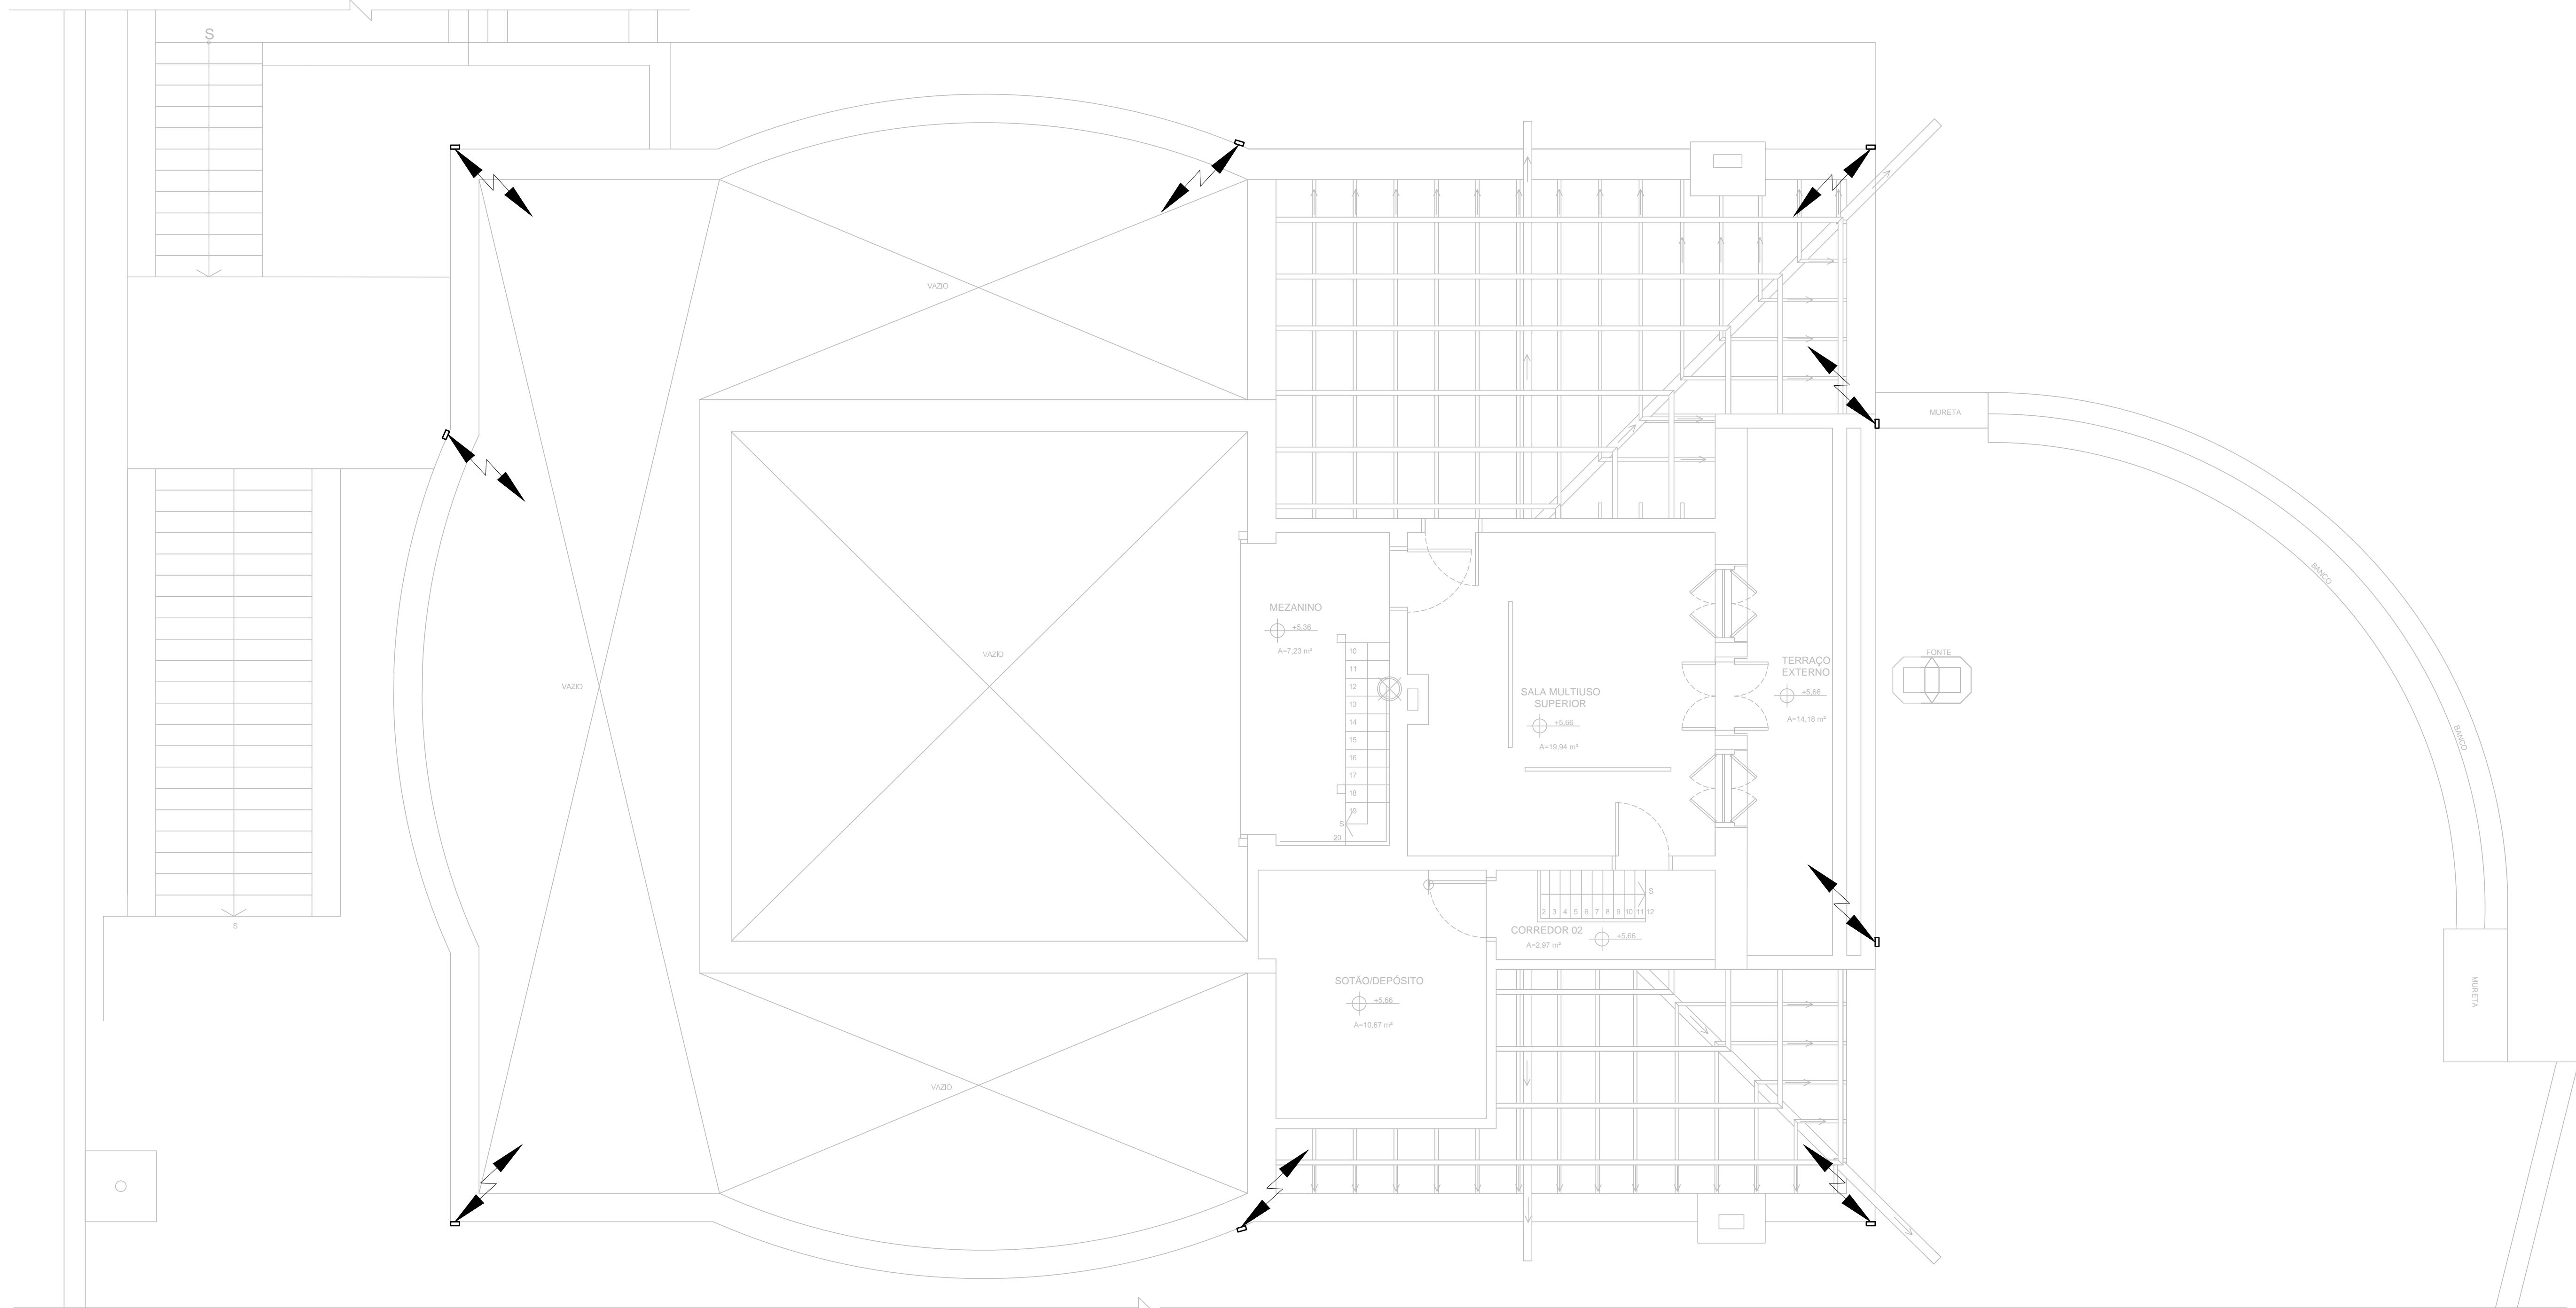 S
VAZIO
MURETA
BANCO
MEZANINO
+5,36
A=7,23 m²
10
11
12
13
14
15
16
17
18
19
S
20
VAZIO
VAZIO
SALA MULTIUSO
SUPERIOR
+5,66
A=19,94 m²
TERRAÇO
EXTERNO
+5,66
A=14,18 m²
FONTE
BANCO
S
2 3 4 5 6 7 8 9 10 11 12
CORREDOR 02
+5,66
A=2,97 m²
S
SOTÃO/DEPÓSITO
+5,66
A=10,67 m²
MURETA
VAZIO